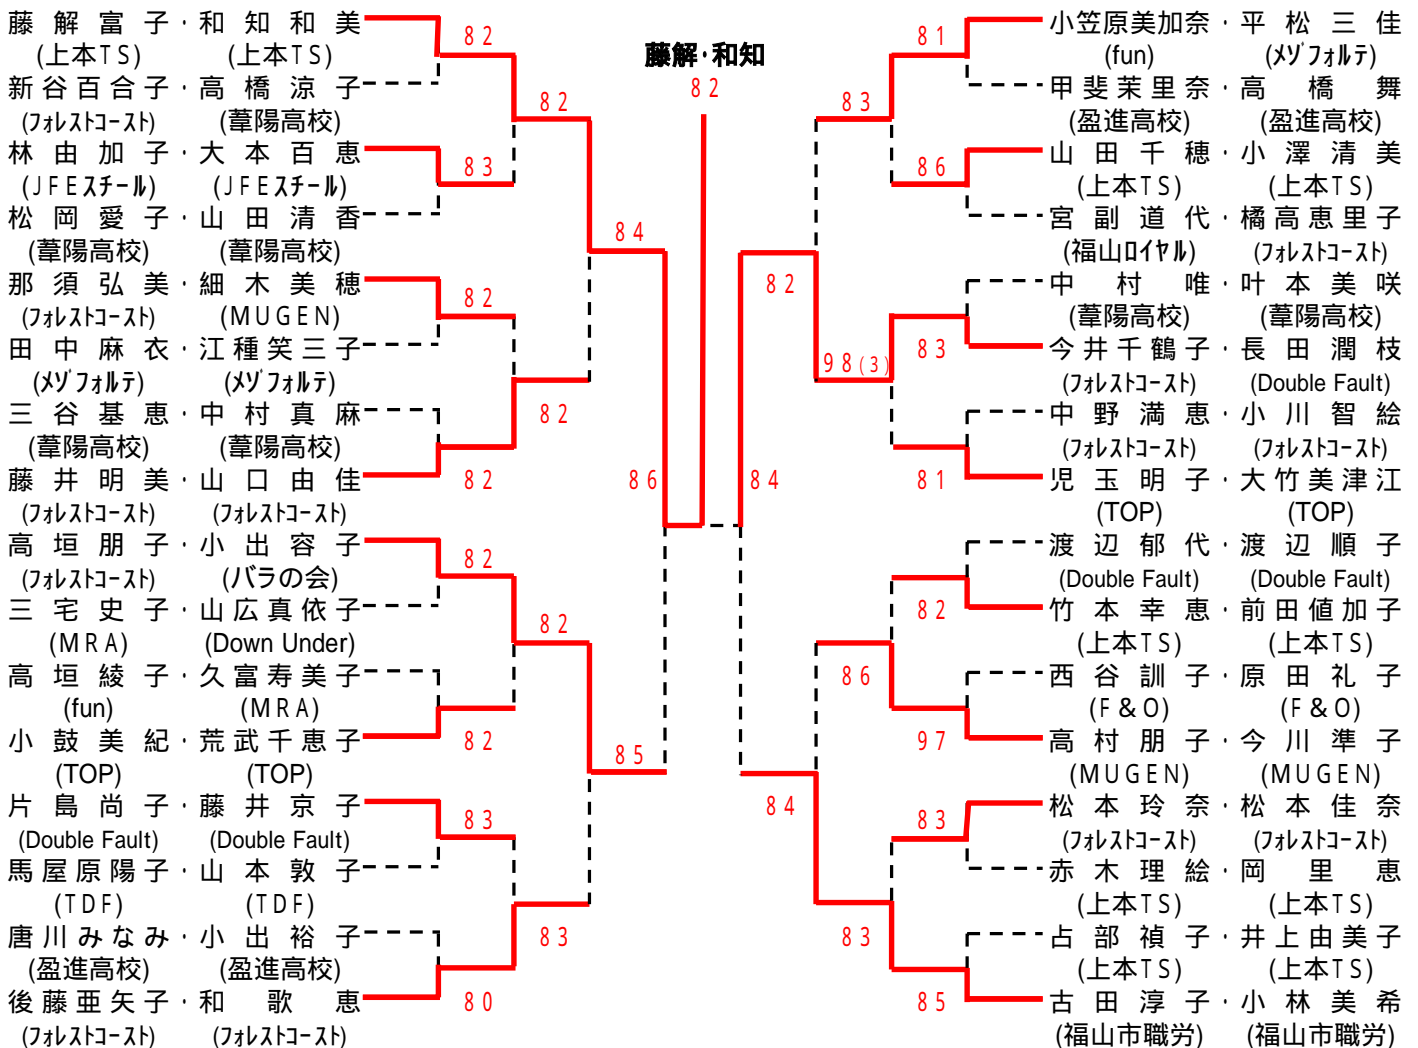 藤解・和知
82
藤解富子・和知和美
(上本TS) (上本TS)
82
新谷百合子・高橋涼子
(フォレストコースト) (葦陽高校)
82
林由加子・大本百恵
(JFEスチール) (JFEスチール)
83
松岡愛子・山田清香
(葦陽高校) (葦陽高校)
84
那須弘美・細木美穂
(フォレストコースト) (MUGEN)
82
田中麻衣・江種笑三子
(メゾフォルテ) (メゾフォルテ)
82
三谷基恵・中村真麻
(葦陽高校) (葦陽高校)
82
藤井明美・山口由佳
(フォレストコースト) (フォレストコースト)
86
高垣朋子・小出容子
(フォレストコースト) (バラの会)
82
三宅史子・山広真依子
(MRA) (Down Under)
82
高垣綾子・久富寿美子
(fun) (MRA)
82
小鼓美紀・荒武千恵子
(TOP) (TOP)
85
片島尚子・藤井京子
(Double Fault) (Double Fault)
83
馬屋原陽子・山本敦子
(TDF) (TDF)
83
唐川みなみ・小出裕子
(盈進高校) (盈進高校)
80
後藤亜矢子・和歌恵
(フォレストコースト) (フォレストコースト)
小笠原美加奈・平松三佳
(fun) (メゾフォルテ)
81
甲斐茉里奈・高橋舞
(盈進高校) (盈進高校)
83
山田千穂・小澤清美
(上本TS) (上本TS)
86
宮副道代・橘高恵里子
(福山ロイヤル) (フォレストコースト)
82
中村唯・叶本美咲
(葦陽高校) (葦陽高校)
83
今井千鶴子・長田潤枝
(フォレストコースト) (Double Fault)
98(3)
中野満恵・小川智絵
(フォレストコースト) (フォレストコースト)
81
児玉明子・大竹美津江
(TOP) (TOP)
84
渡辺郁代・渡辺順子
(Double Fault) (Double Fault)
82
竹本幸恵・前田値加子
(上本TS) (上本TS)
86
西谷訓子・原田礼子
(F&O) (F&O)
97
高村朋子・今川準子
(MUGEN) (MUGEN)
84
松本玲奈・松本佳奈
(フォレストコースト) (フォレストコースト)
83
赤木理絵・岡里恵
(上本TS) (上本TS)
83
占部禎子・井上由美子
(上本TS) (上本TS)
85
古田淳子・小林美希
(福山市職労) (福山市職労)